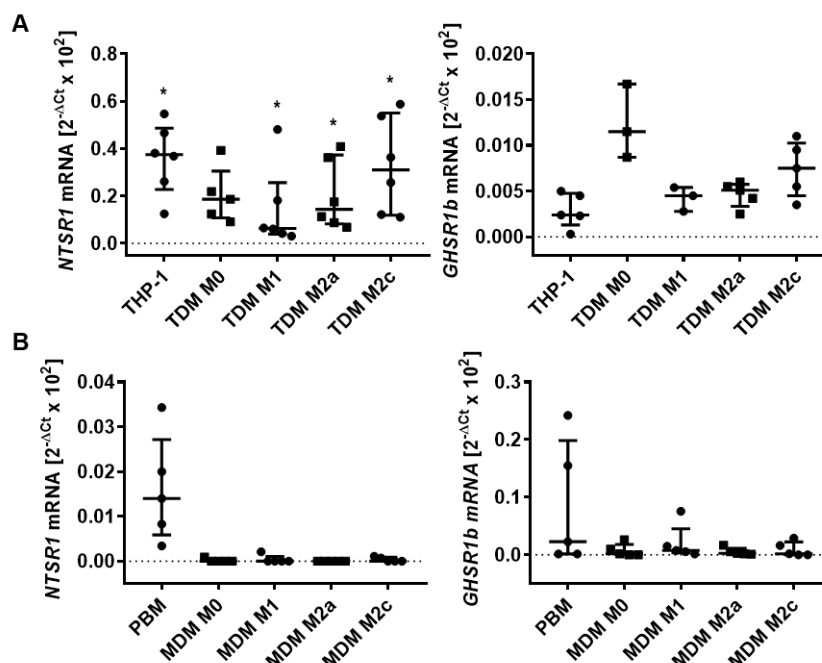 A
NTSR1 mRNA [2^-ΔCt x 10^2]
0.8
0.6
0.4
0.2
0.0
*
*
*
*
THP-1
TDM M0
TDM M1
TDM M2a
TDM M2c
GHSR1b mRNA [2^-ΔCt x 10^2]
0.020
0.015
0.010
0.005
0.000
THP-1
TDM M0
TDM M1
TDM M2a
TDM M2c
B
NTSR1 mRNA [2^-ΔCt x 10^2]
0.04
0.03
0.02
0.01
0.00
PBM
MDM M0
MDM M1
MDM M2a
MDM M2c
GHSR1b mRNA [2^-ΔCt x 10^2]
0.3
0.2
0.1
0.0
PBM
MDM M0
MDM M1
MDM M2a
MDM M2c